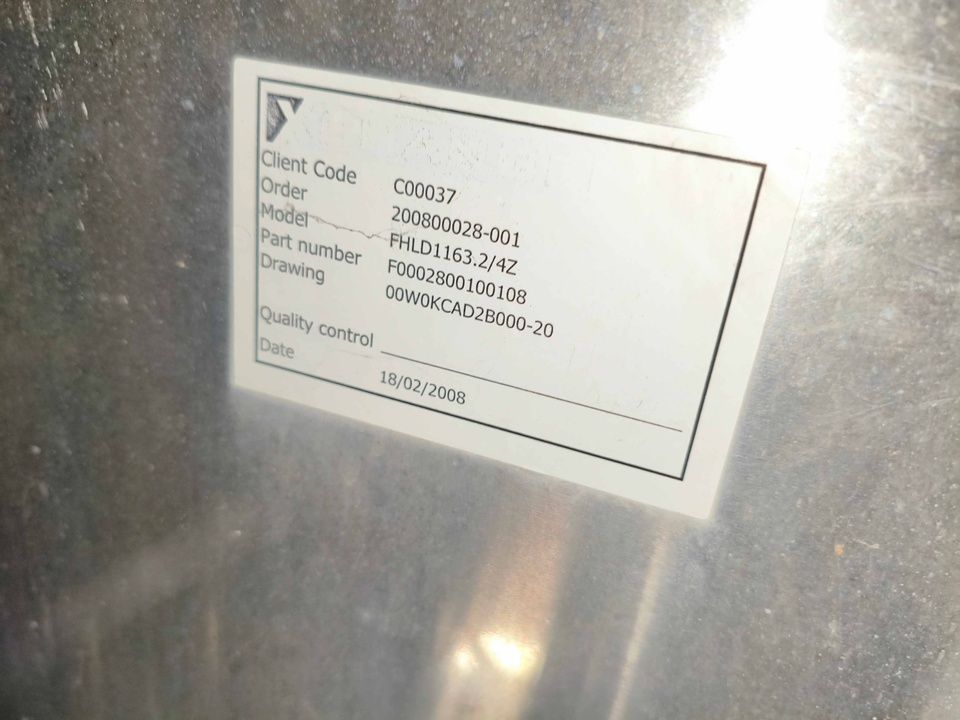 Client Code C00037
Order 200800028-001
Model FHLD1163.2/4Z
Part number F0002800100108
Drawing 00W0KCAD2B000-20
Quality control
Date 18/02/2008